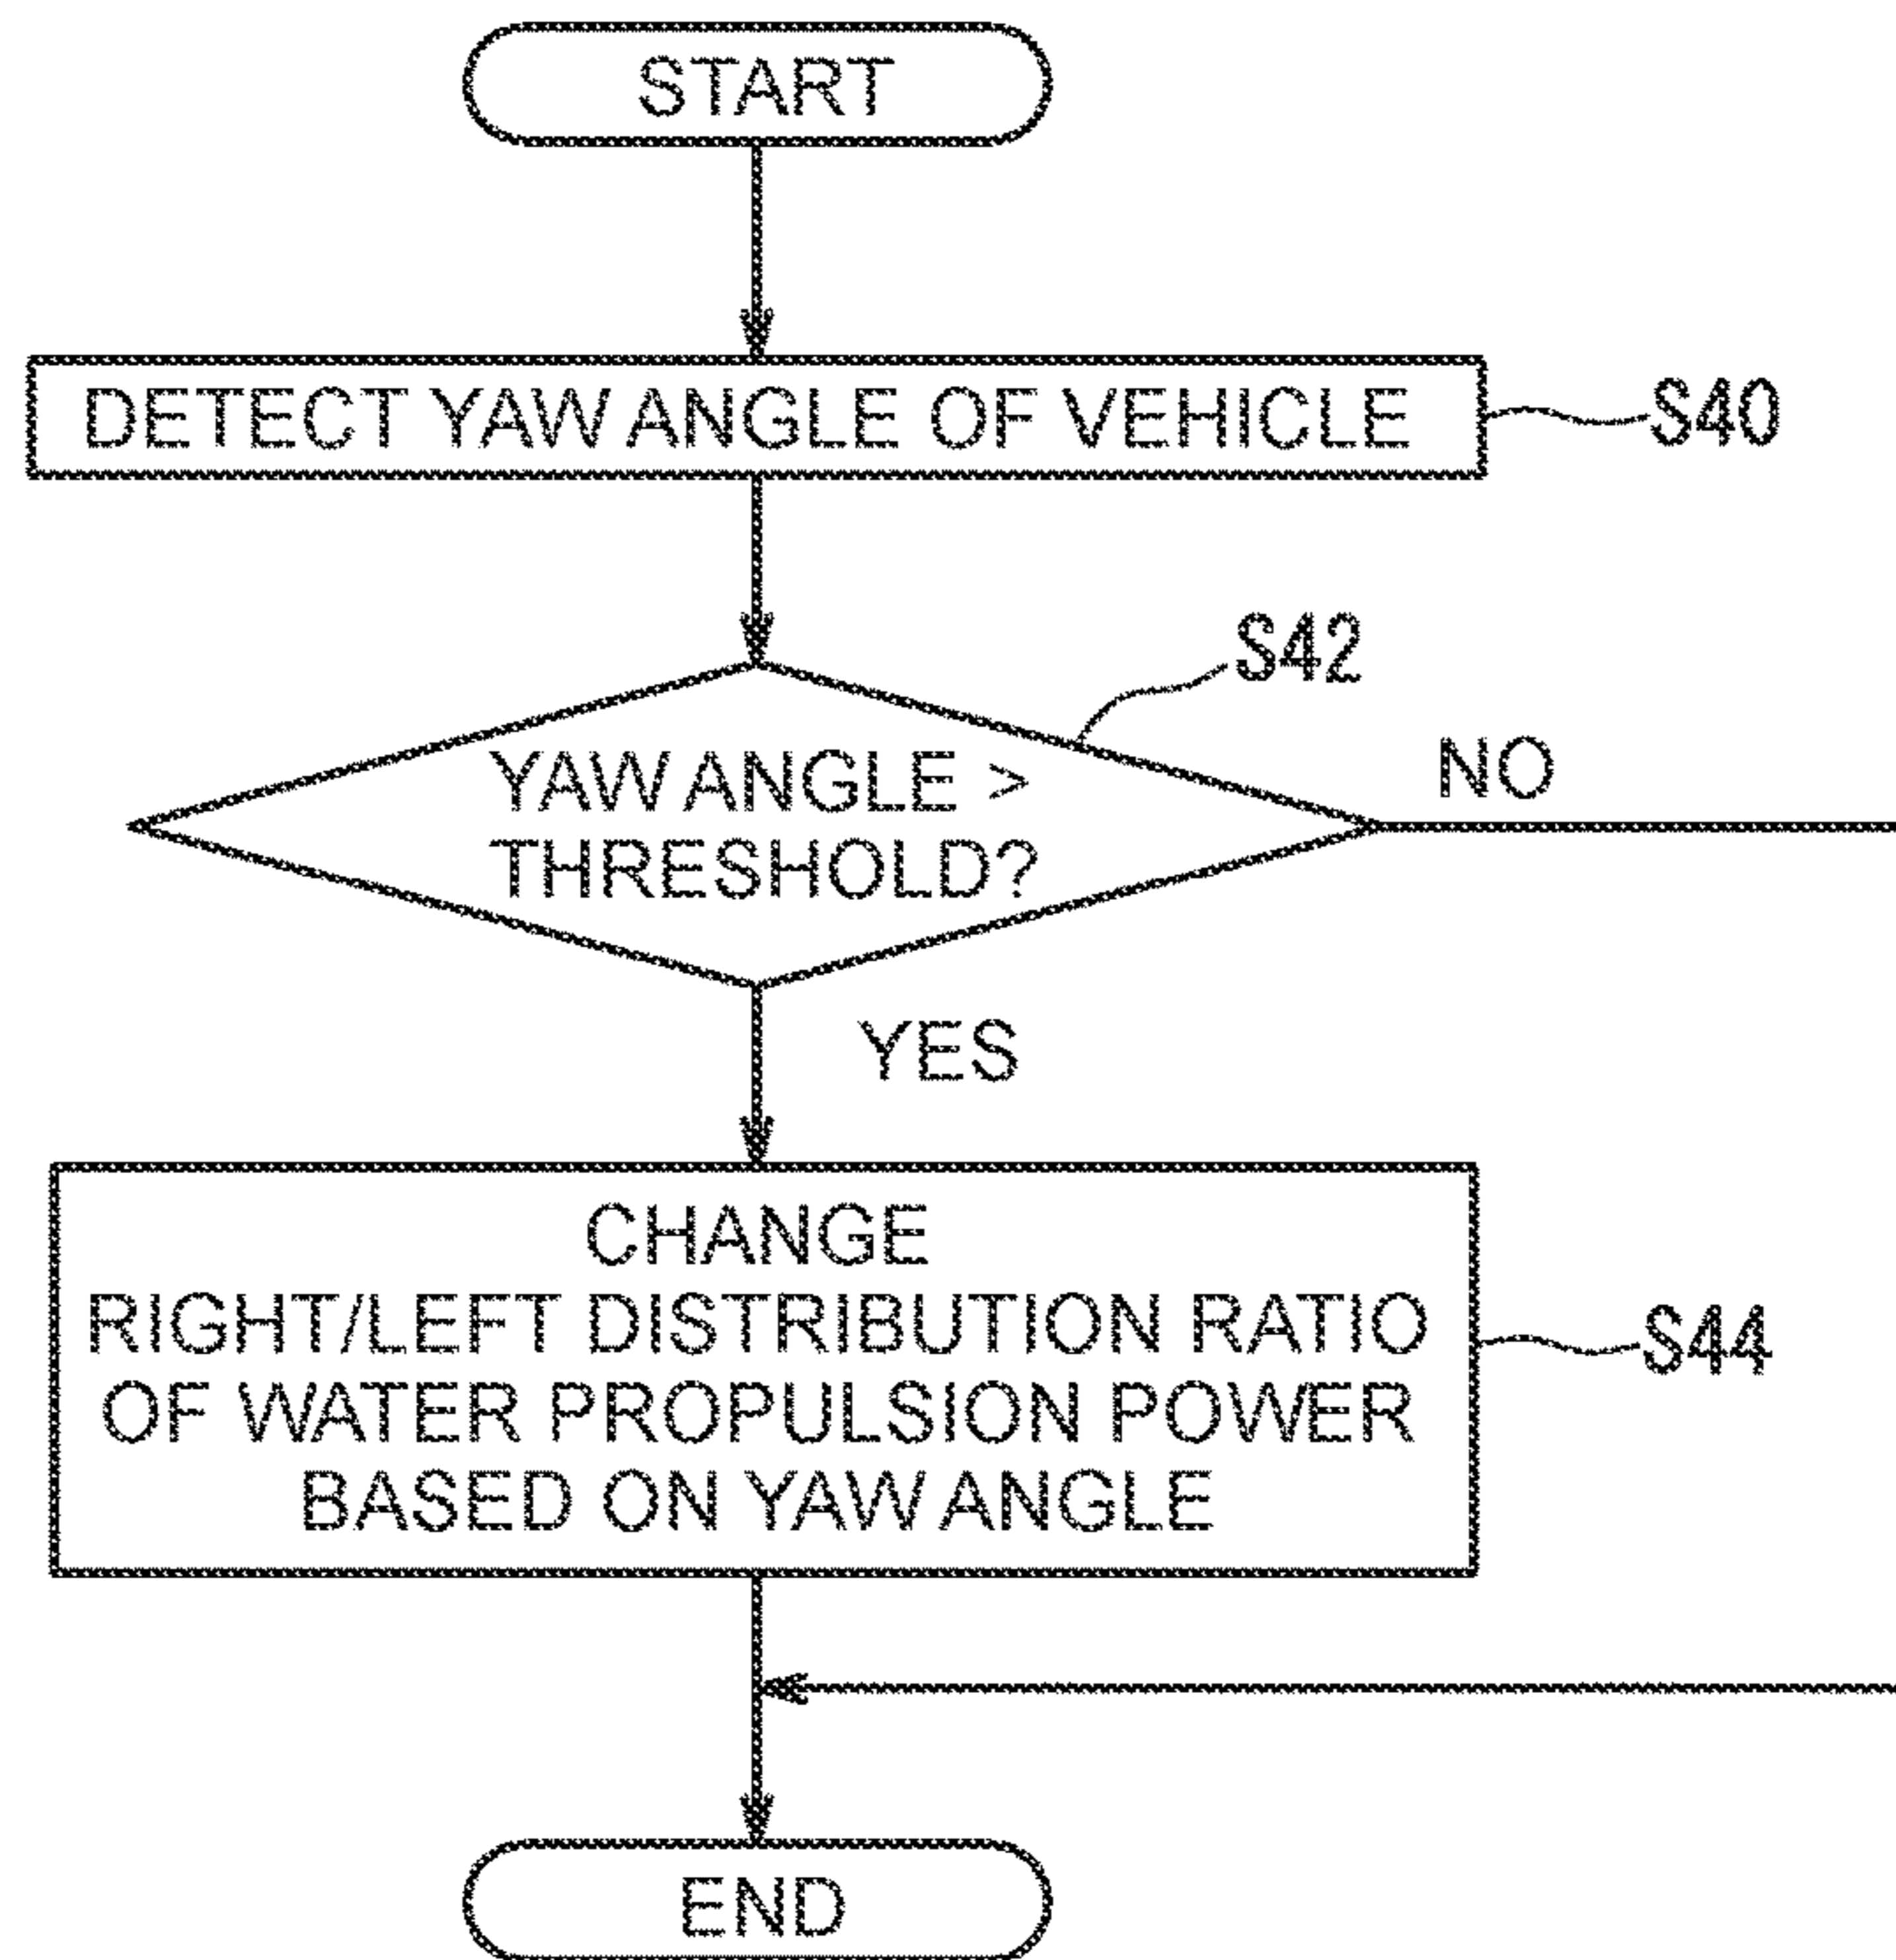 START
DETECT YAW ANGLE OF VEHICLE
S40
S42
YAW ANGLE >
THRESHOLD?
NO
YES
CHANGE
RIGHT/LEFT DISTRIBUTION RATIO
OF WATER PROPULSION POWER
BASED ON YAW ANGLE
S44
END